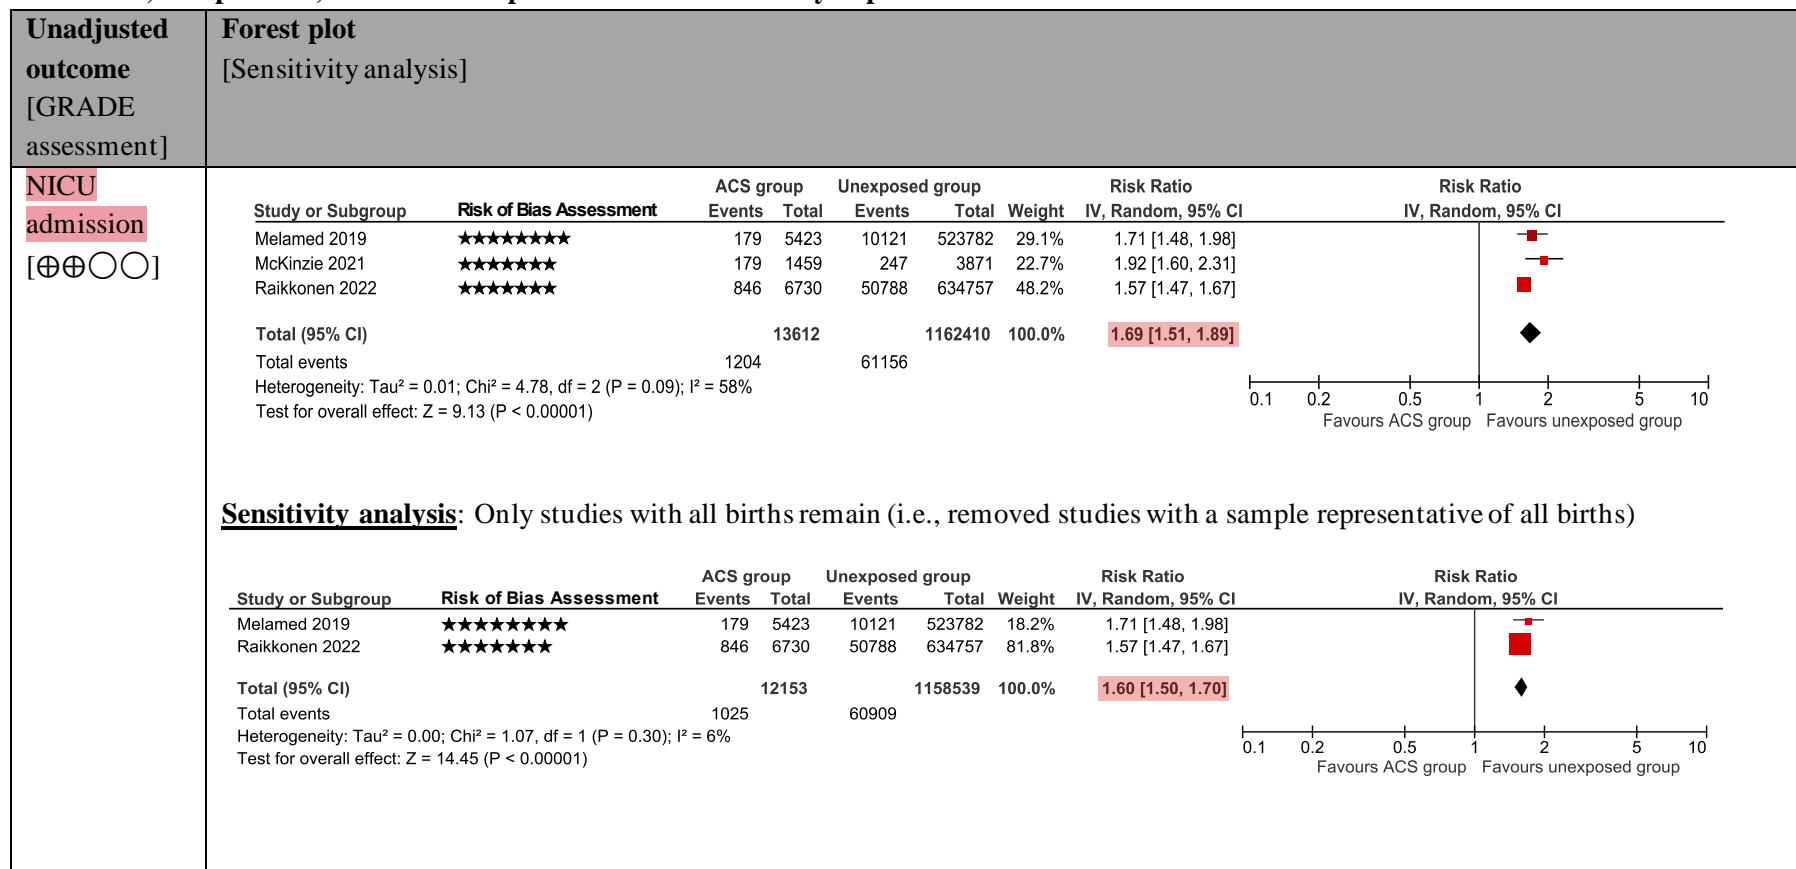 Unadjusted outcome [GRADE assessment]
Forest plot
[Sensitivity analysis]
NICU admission
[⊕⊕◯◯]
ACS group Unexposed group Risk Ratio Risk Ratio
Study or Subgroup Risk of Bias Assessment Events Total Events Total Weight IV, Random, 95% CI IV, Random, 95% CI
Melamed 2019 ★★★★★★★★ 179 5423 10121 523782 29.1% 1.71 [1.48, 1.98]
McKinzie 2021 ★★★★★★★ 179 1459 247 3871 22.7% 1.92 [1.60, 2.31]
Raikkonen 2022 ★★★★★★★ 846 6730 50788 634757 48.2% 1.57 [1.47, 1.67]
Total (95% CI) 13612 1162410 100.0% 1.69 [1.51, 1.89]
Total events 1204 61156
Heterogeneity: Tau² = 0.01; Chi² = 4.78, df = 2 (P = 0.09); I² = 58%
Test for overall effect: Z = 9.13 (P < 0.00001)
0.1 0.2 0.5 1 2 5 10
Favours ACS group Favours unexposed group
Sensitivity analysis: Only studies with all births remain (i.e., removed studies with a sample representative of all births)
ACS group Unexposed group Risk Ratio Risk Ratio
Study or Subgroup Risk of Bias Assessment Events Total Events Total Weight IV, Random, 95% CI IV, Random, 95% CI
Melamed 2019 ★★★★★★★★ 179 5423 10121 523782 18.2% 1.71 [1.48, 1.98]
Raikkonen 2022 ★★★★★★★ 846 6730 50788 634757 81.8% 1.57 [1.47, 1.67]
Total (95% CI) 12153 1158539 100.0% 1.60 [1.50, 1.70]
Total events 1025 60909
Heterogeneity: Tau² = 0.00; Chi² = 1.07, df = 1 (P = 0.30); I² = 6%
Test for overall effect: Z = 14.45 (P < 0.00001)
0.1 0.2 0.5 1 2 5 10
Favours ACS group Favours unexposed group